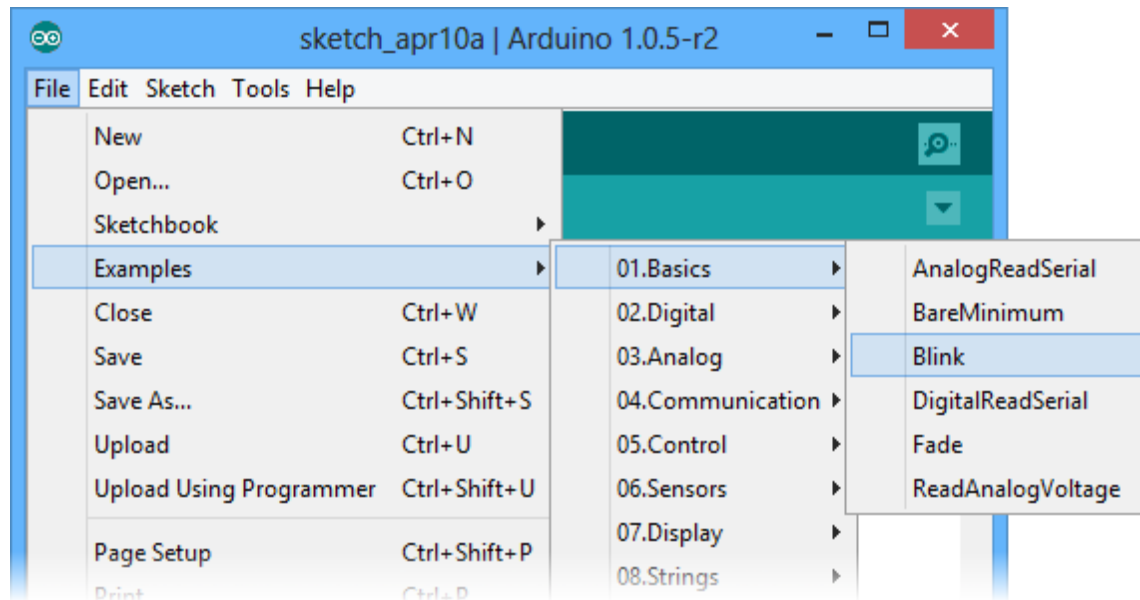 sketch_apr10a | Arduino 1.0.5-r2
File Edit Sketch Tools Help
New Ctrl+N
Open... Ctrl+O
Sketchbook
Examples
Close Ctrl+W
Save Ctrl+S
Save As... Ctrl+Shift+S
Upload Ctrl+U
Upload Using Programmer Ctrl+Shift+U
Page Setup Ctrl+Shift+P
Print Ctrl+P
01.Basics
02.Digital
03.Analog
04.Communication
05.Control
06.Sensors
07.Display
08.Strings
AnalogReadSerial
BareMinimum
Blink
DigitalReadSerial
Fade
ReadAnalogVoltage